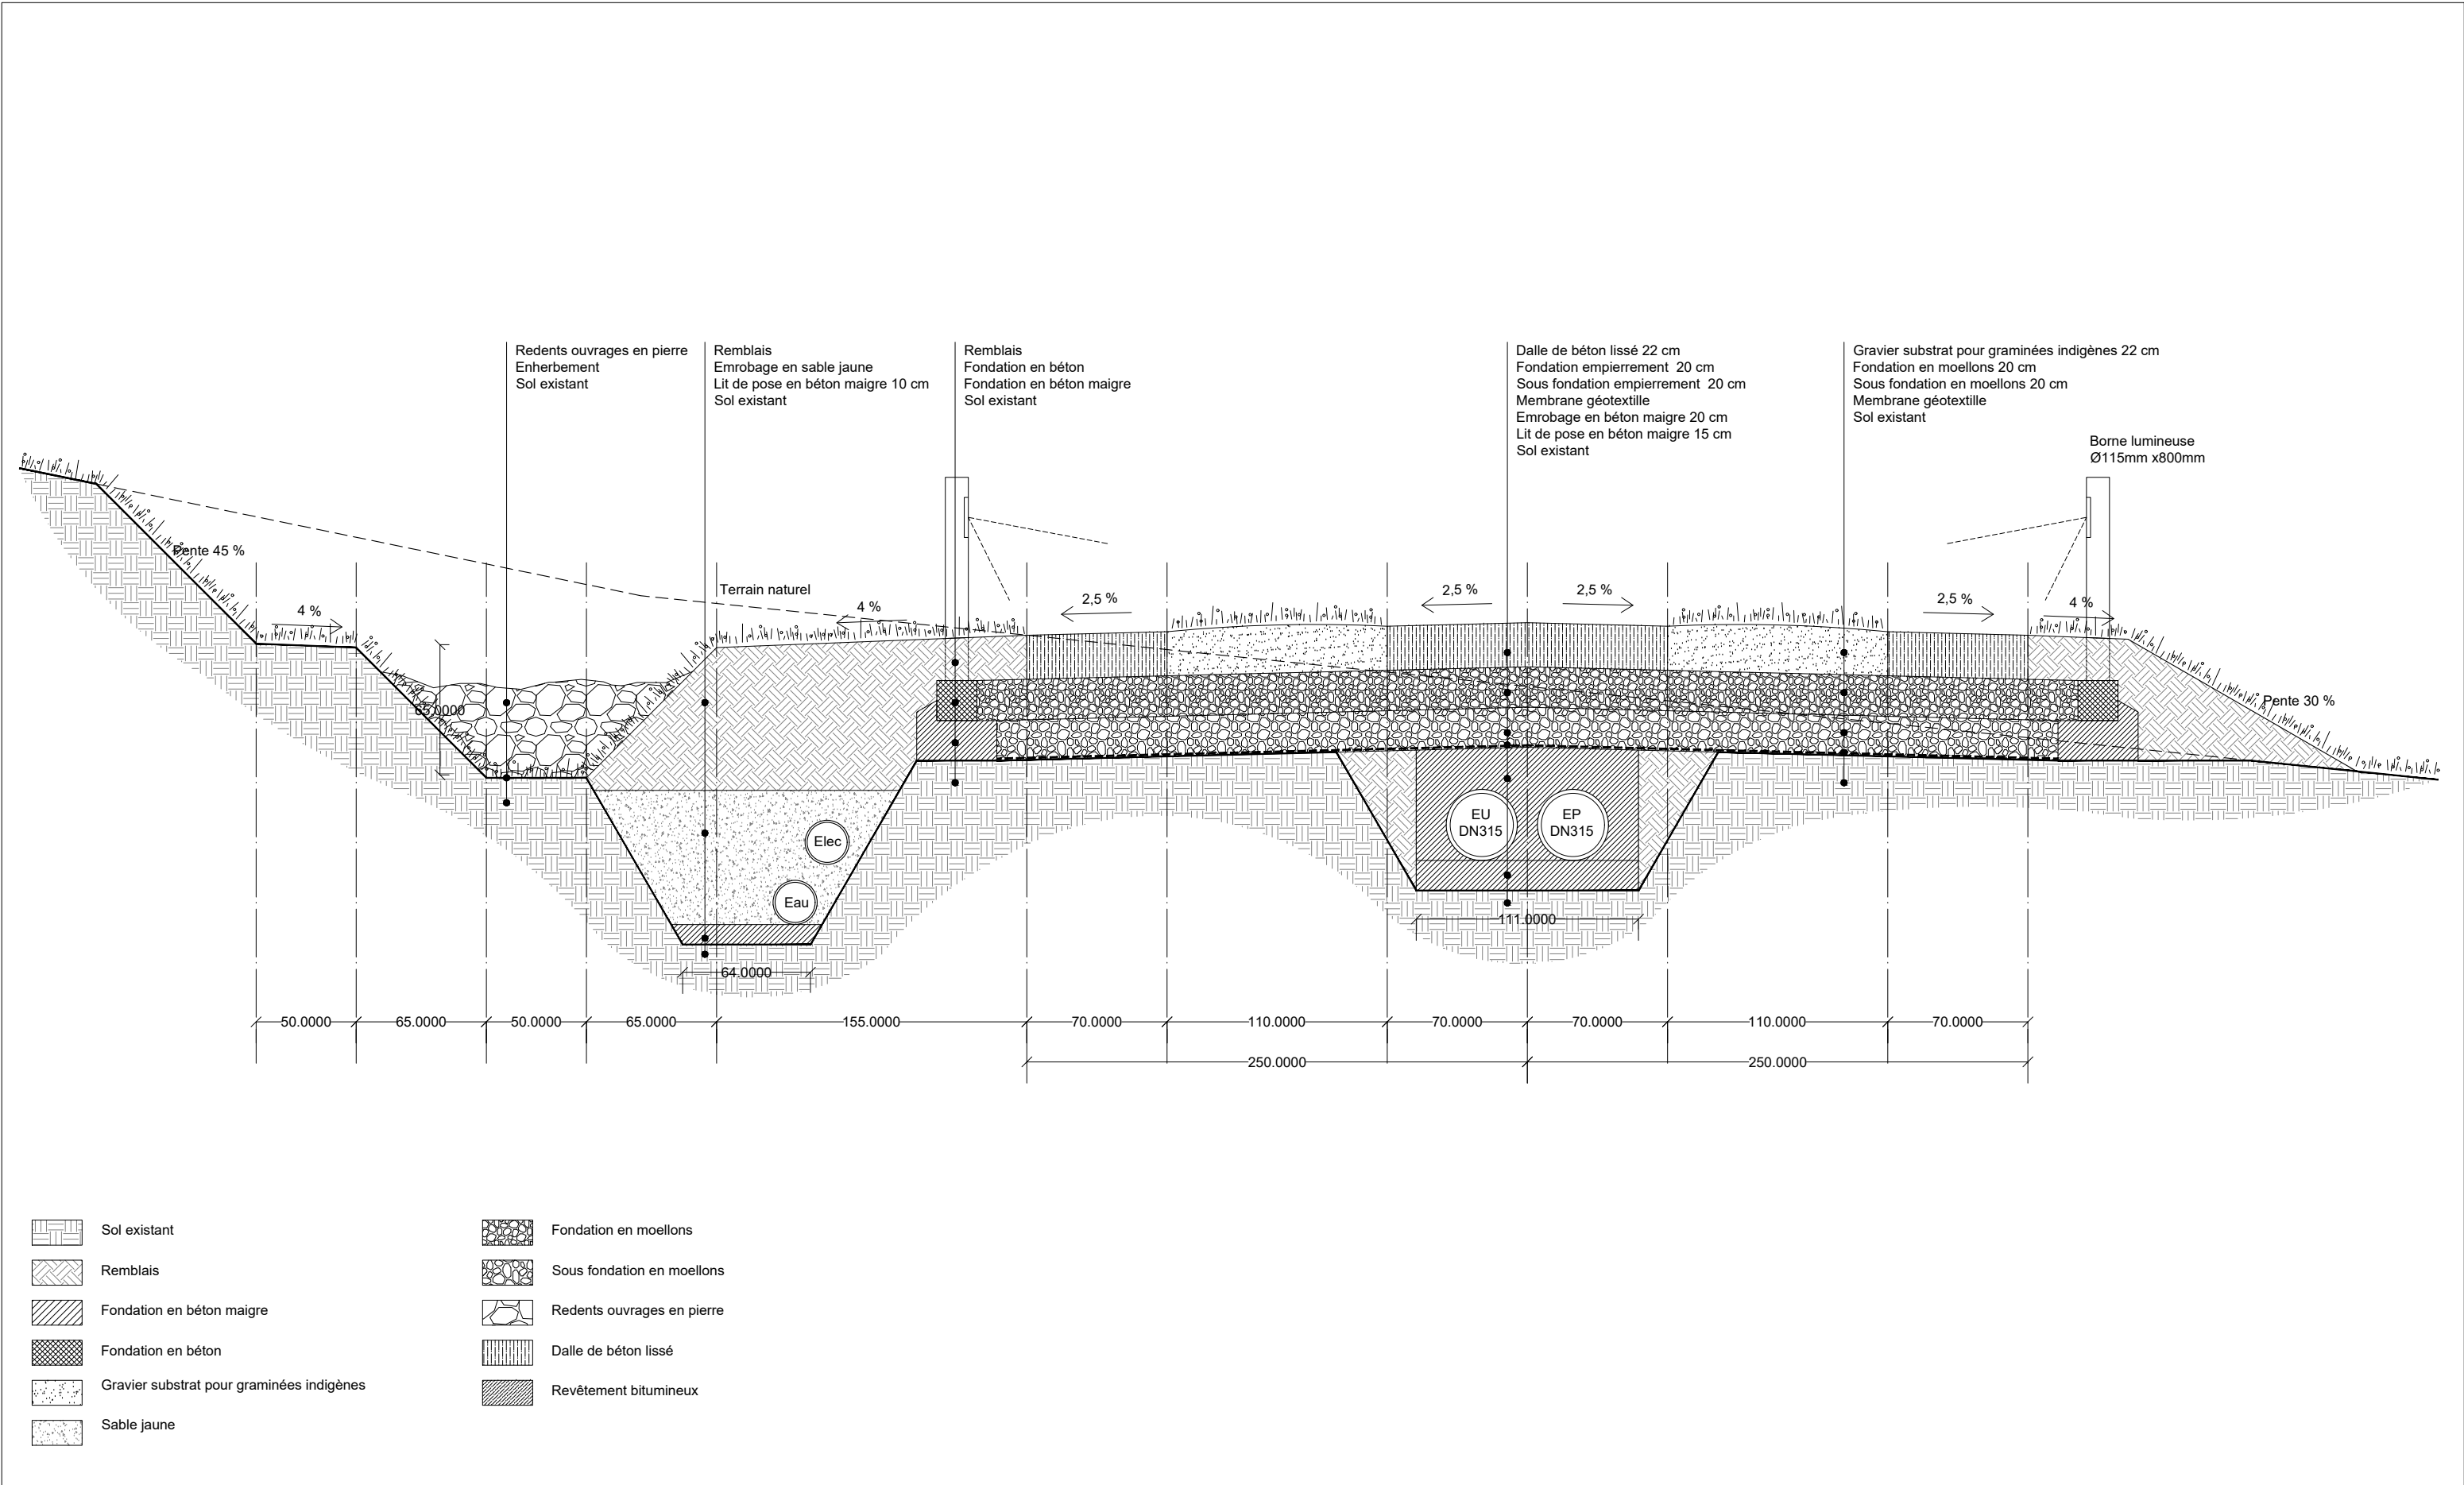 Redents ouvrages en pierre
Enherbement
Sol existant
Remblais
Emrobage en sable jaune
Lit de pose en béton maigre 10 cm
Sol existant
Remblais
Fondation en béton
Fondation en béton maigre
Sol existant
Dalle de béton lissé 22 cm
Fondation empierrement 20 cm
Sous fondation empierrement 20 cm
Membrane géotextille
Emrobage en béton maigre 20 cm
Lit de pose en béton maigre 15 cm
Sol existant
Gravier substrat pour graminées indigènes 22 cm
Fondation en moellons 20 cm
Sous fondation en moellons 20 cm
Membrane géotextille
Sol existant
Borne lumineuse
Ø115mm x800mm
Pente 45 %
4 %
Terrain naturel
4 %
2,5 %
2,5 %
2,5 %
2,5 %
4 %
65.0000
Pente 30 %
EU
DN315
EP
DN315
Elec
Eau
111.0000
64.0000
50.0000
65.0000
50.0000
65.0000
155.0000
70.0000
110.0000
70.0000
70.0000
110.0000
70.0000
250.0000
250.0000
Sol existant
Remblais
Fondation en béton maigre
Fondation en béton
Gravier substrat pour graminées indigènes
Sable jaune
Fondation en moellons
Sous fondation en moellons
Redents ouvrages en pierre
Dalle de béton lissé
Revêtement bitumineux